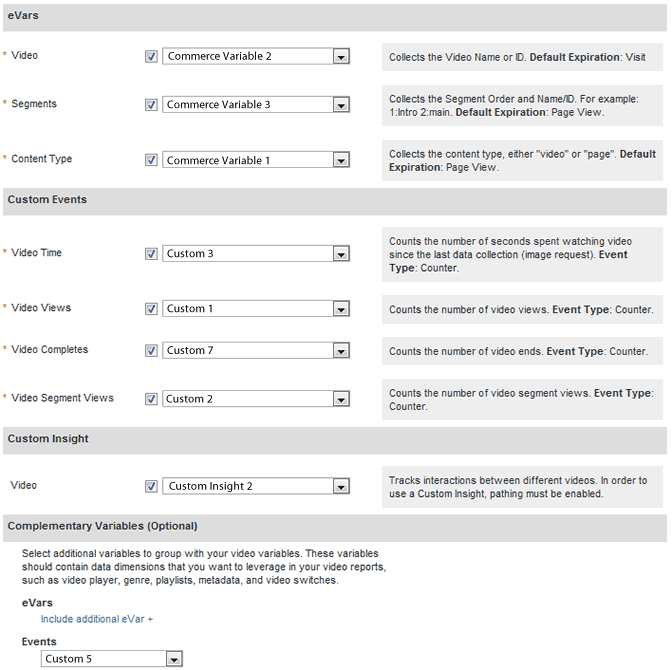 eVars
* Video
Commerce Variable 2
Collects the Video Name or ID. Default Expiration: Visit
* Segments
Commerce Variable 3
Collects the Segment Order and Name/ID. For example:
1:Intro 2:main. Default Expiration: Page View.
* Content Type
Commerce Variable 1
Collects the content type, either "video" or "page". Default
Expiration: Page View.
Custom Events
* Video Time
Custom 3
Counts the number of seconds spent watching video
since the last data collection (image request). Event
Type: Counter.
* Video Views
Custom 1
Counts the number of video views. Event Type: Counter.
* Video Completes
Custom 7
Counts the number of video ends. Event Type: Counter.
* Video Segment Views
Custom 2
Counts the number of video segment views. Event Type:
Counter.
Custom Insight
Video
Custom Insight 2
Tracks interactions between different videos. In order to
use a Custom Insight, pathing must be enabled.
Complementary Variables (Optional)
Select additional variables to group with your video variables. These variables
should contain data dimensions that you want to leverage in your video reports,
such as video player, genre, playlists, metadata, and video switches.
eVars
Include additional eVar +
Events
Custom 5